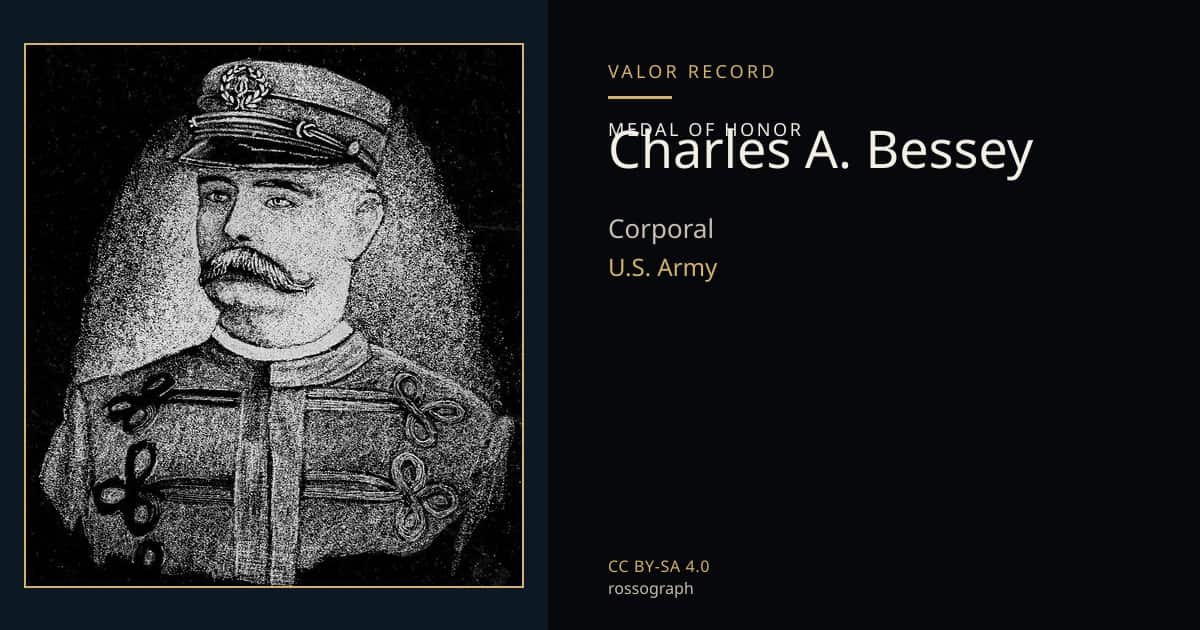 VALOR RECORD
MEDAL OF HONOR
Charles A. Bessey
Corporal
U.S. Army
CC BY-SA 4.0
rossograph